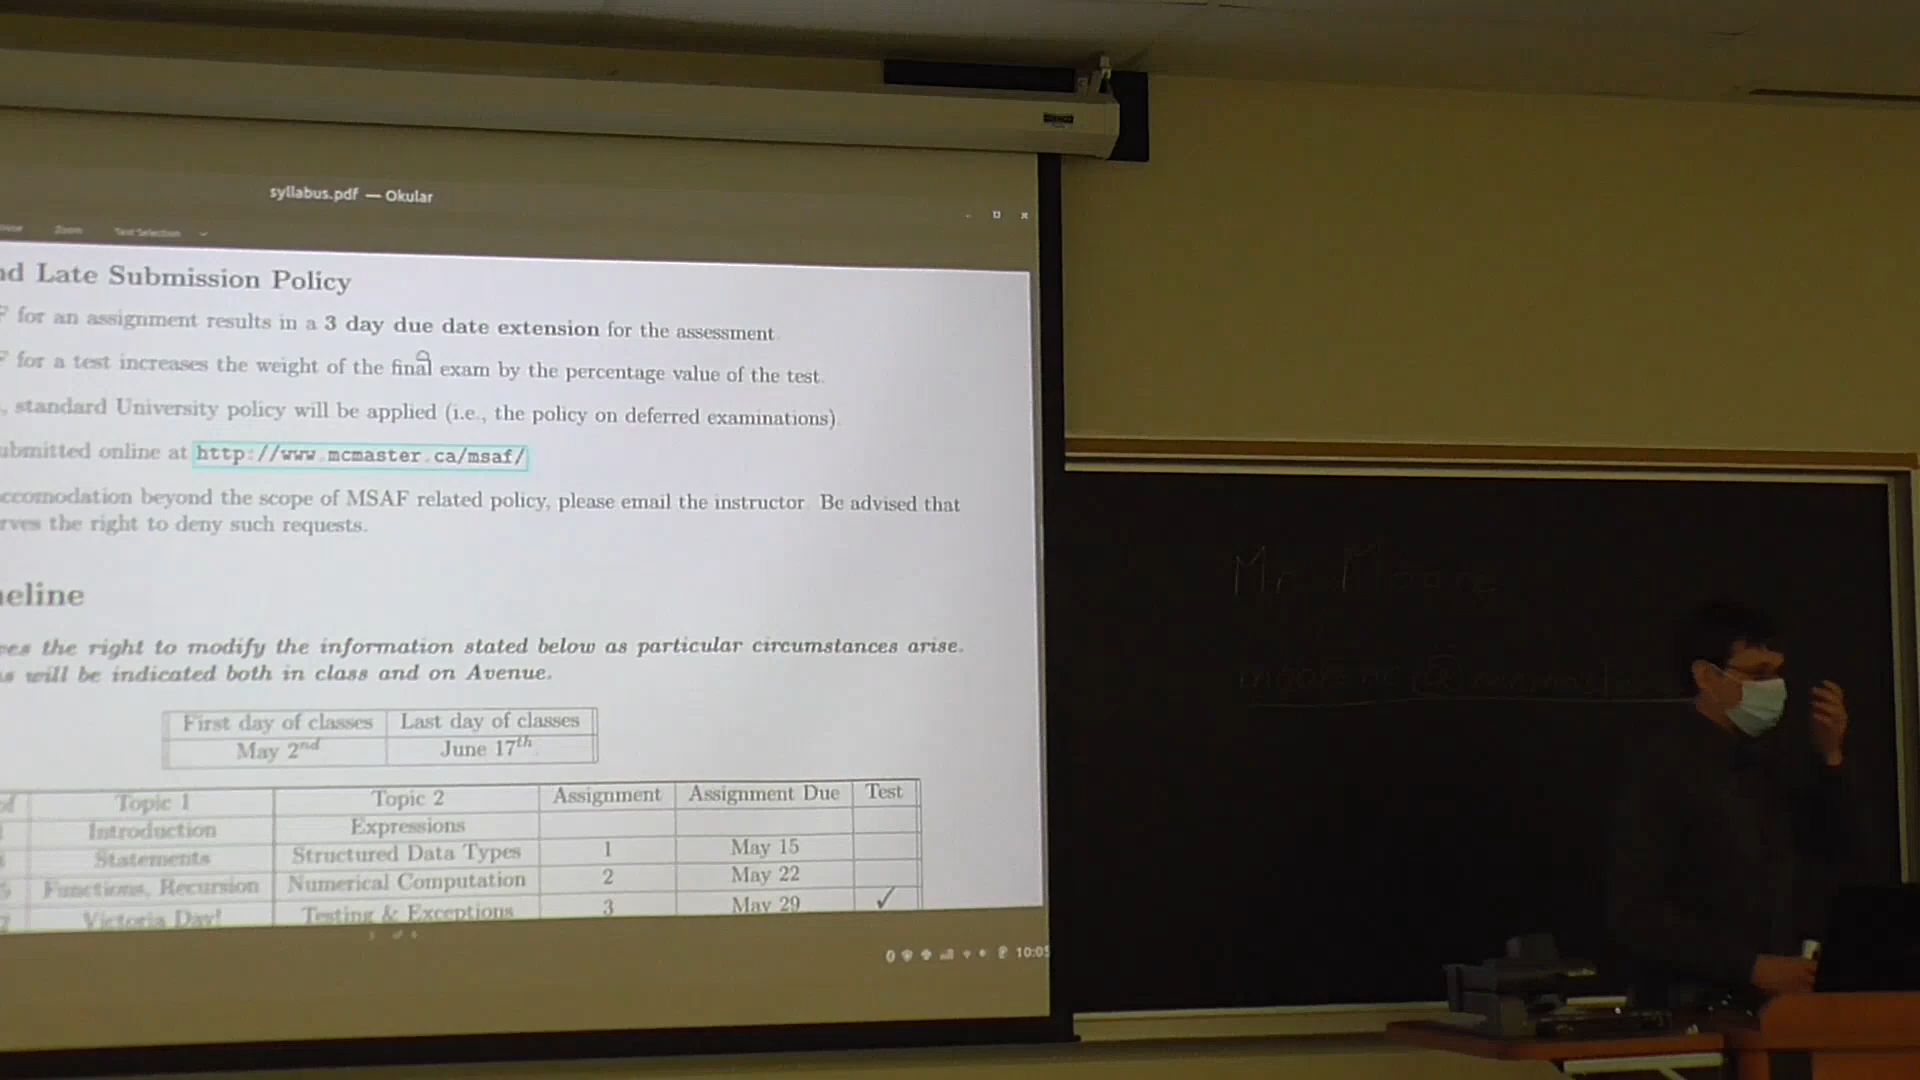 syllabus.pdf — Okular
Zoom Text Selection
nd Late Submission Policy
F for an assignment results in a 3 day due date extension for the assessment.
F for a test increases the weight of the final exam by the percentage value of the test.
, standard University policy will be applied (i.e., the policy on deferred examinations).
ubmitted online at http://www.mcmaster.ca/msaf/
ccomodation beyond the scope of MSAF related policy, please email the instructor. Be advised that
rves the right to deny such requests.
eline
es the right to modify the information stated below as particular circumstances arise.
s will be indicated both in class and on Avenue.
First day of classes Last day of classes
May 2nd June 17th
of Topic 1 Topic 2 Assignment Assignment Due Test
Introduction Expressions
Statements Structured Data Types 1 May 15
Functions, Recursion Numerical Computation 2 May 22
Victoria Day! Testing & Exceptions 3 May 29 ✓
10:05
Mr. Moore